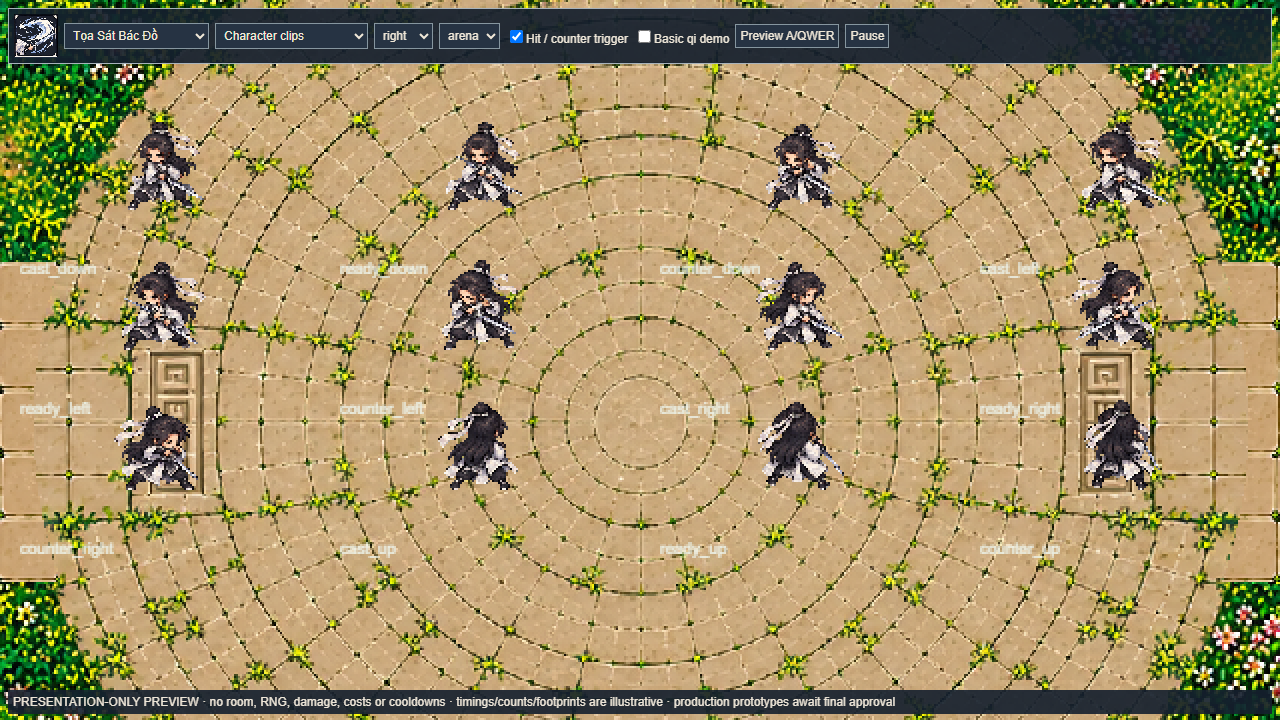 Tọa Sát Bác Đồ Character clips right arena Hit / counter trigger Basic qi demo Preview A/QWER Pause
cast_down ready_down counter_down cast_left
ready_left counter_left cast_right ready_right
counter_right cast_up ready_up counter_up
PRESENTATION-ONLY PREVIEW · no room, RNG, damage, costs or cooldowns · timings/counts/footprints are illustrative · production prototypes await final approval